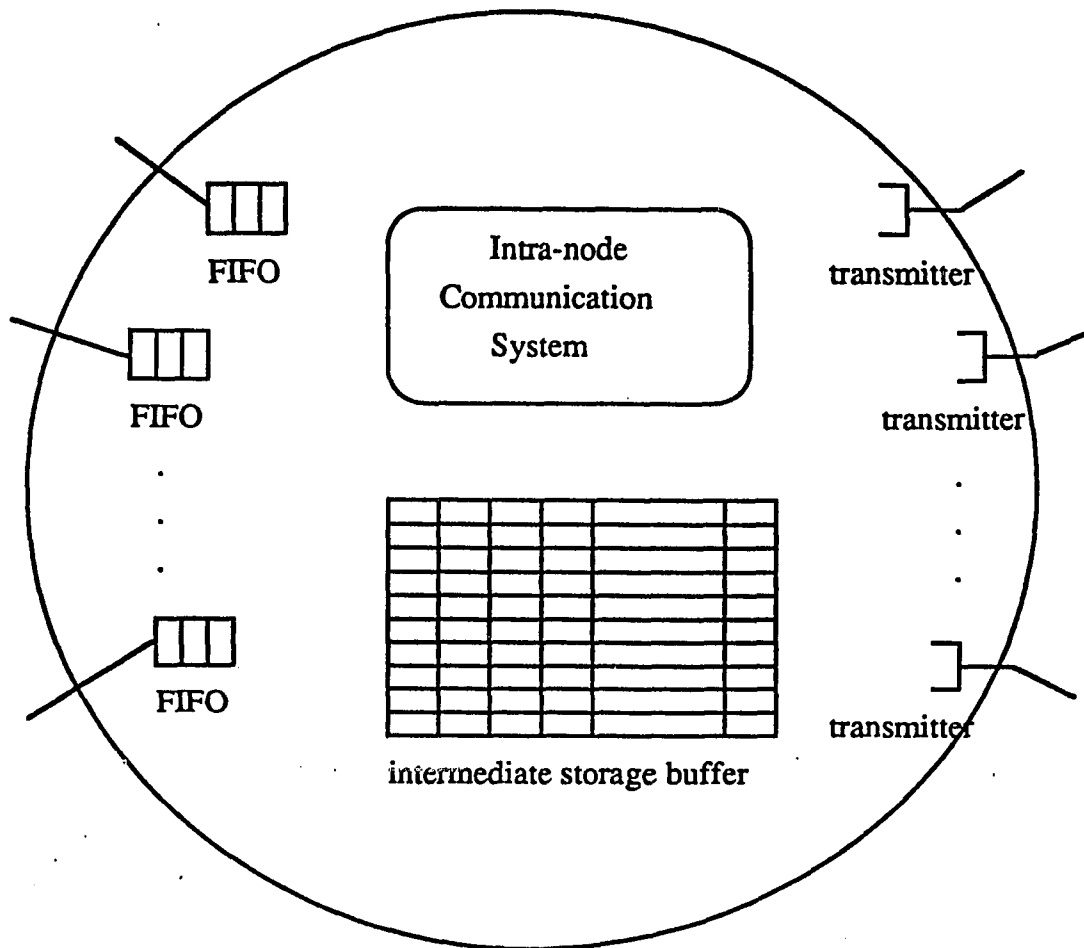 FIFO
FIFO
FIFO
Intra-node
Communication
System
intermediate storage buffer
transmitter
transmitter
transmitter